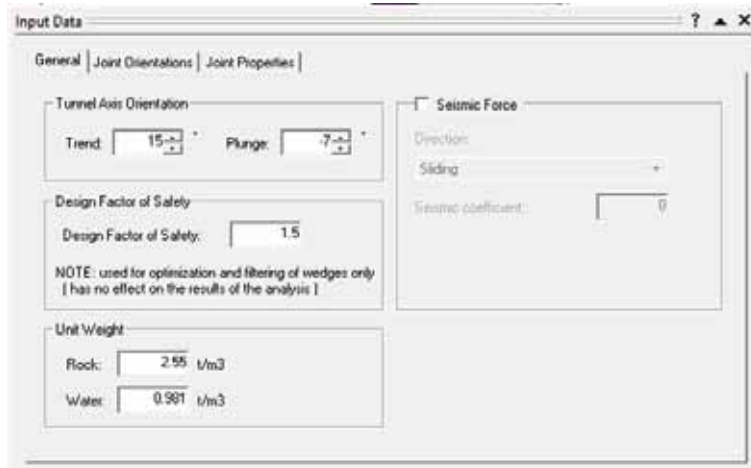 Input Data ? ▲ ✕
General Joint Orientations Joint Properties
Tunnel Axis Orientation
Trend: 15 ° Plunge: -7 °
Seismic Force
Direction:
Sliding
Seismic coefficient: 0
Design Factor of Safety
Design Factor of Safety: 1.5
NOTE: used for optimization and filtering of wedges only
( has no effect on the results of the analysis )
Unit Weight
Rock: 2.55 t/m3
Water: 0.981 t/m3